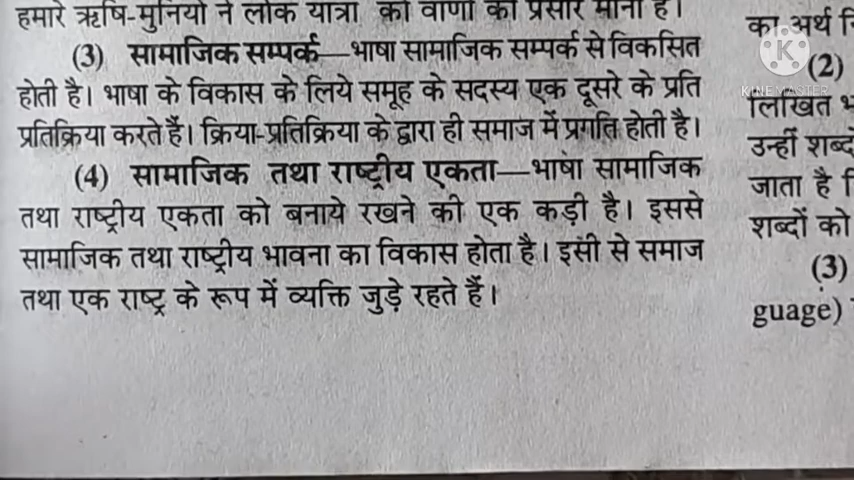 हमारे ऋषि-मुनियों ने लोक यात्रा को वाणी का प्रसार माना है।
(3) सामाजिक सम्पर्क—भाषा सामाजिक सम्पर्क से विकसित
होती है। भाषा के विकास के लिये समूह के सदस्य एक दूसरे के प्रति
प्रतिक्रिया करते हैं। क्रिया-प्रतिक्रिया के द्वारा ही समाज में प्रगति होती है।
(4) सामाजिक तथा राष्ट्रीय एकता—भाषा सामाजिक
तथा राष्ट्रीय एकता को बनाये रखने की एक कड़ी है। इससे
सामाजिक तथा राष्ट्रीय भावना का विकास होता है। इसी से समाज
तथा एक राष्ट्र के रूप में व्यक्ति जुड़े रहते हैं।
का अर्थ
(2)
लिखित
उन्हीं शब्दों
जाता है
शब्दों को
(3)
guage)
KINEMASTER